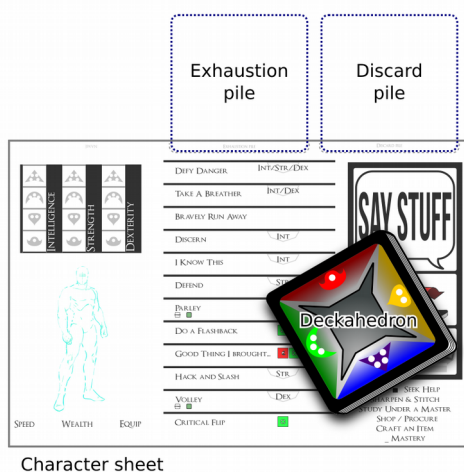 Exhaustion
pile
Discard
pile
INTELLIGENCE
STRENGTH
DEXTERITY
DEFY DANGER INT/STR/DEX
TAKE A BREATHER INT/DEX
BRAVELY RUN AWAY
DISCERN INT
I KNOW THIS INT
DEFEND
PARLEY
DO A FLASHBACK
GOOD THING I BROUGHT...
HACK AND SLASH STR
VOLLEY DEX
CRITICAL FLIP
SAY STUFF
Deckahedron
SEEK HELP
& STITCH
UNDER A MASTER
SHOP / PROCURE
CRAFT AN ITEM
_ MASTERY
SPEED WEALTH EQUIP
Character sheet